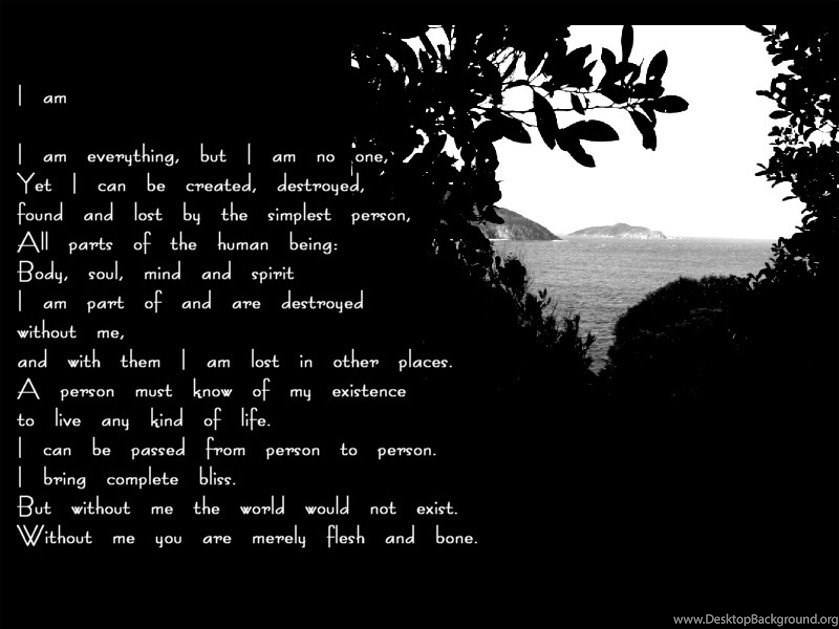 I am
I am everything, but I am no one,
Yet I can be created, destroyed,
found and lost by the simplest person,
All parts of the human being:
Body, soul, mind and spirit
I am part of and are destroyed
without me,
and with them I am lost in other places.
A person must know of my existence
to live any kind of life.
I can be passed from person to person.
I bring complete bliss.
But without me the world would not exist.
Without me you are merely flesh and bone.
www.DesktopBackground.org